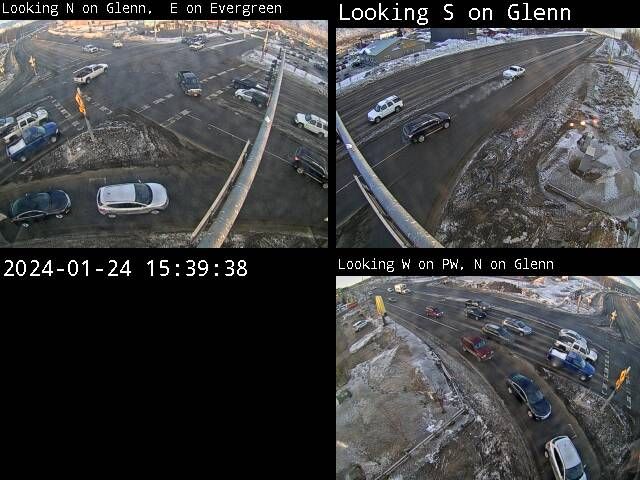 Looking N on Glenn, E on Evergreen
Looking S on Glenn
2024-01-24 15:39:38
Looking W on PW, N on Glenn